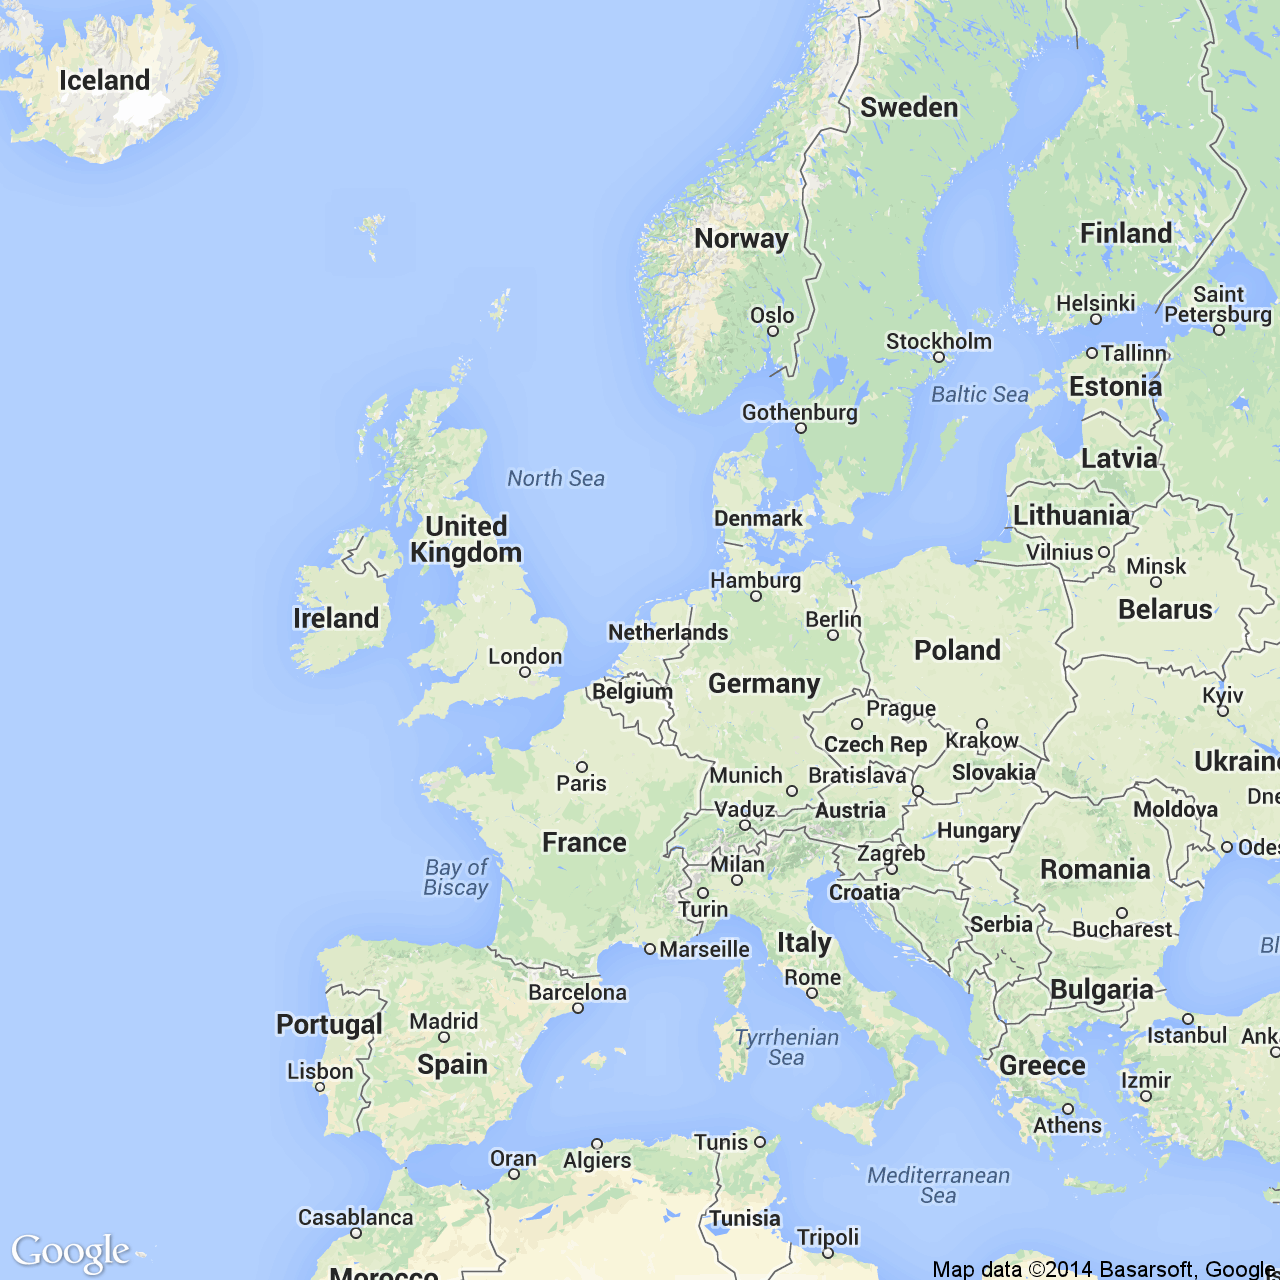 Iceland
Sweden
Norway
Finland
Helsinki
Saint
Petersburg
Oslo
Stockholm
Tallinn
Estonia
Baltic Sea
Gothenburg
Latvia
North Sea
Denmark
Lithuania
United
Kingdom
Vilnius
Minsk
Hamburg
Belarus
Ireland
Berlin
Netherlands
Poland
London
Germany
Belgium
Kyiv
Prague
Krakow
Czech Rep
Ukraine
Slovakia
Munich
Bratislava
Paris
Dne
Vaduz
Austria
Moldova
Hungary
France
Odes
Zagreb
Milan
Romania
Bay of
Biscay
Croatia
Turin
Serbia
Bucharest
Italy
Marseille
Bl
Rome
Barcelona
Bulgaria
Portugal
Madrid
Istanbul
Ank
Tyrrhenian
Sea
Spain
Greece
Lisbon
Izmir
Athens
Tunis
Oran
Algiers
Mediterranean
Sea
Casablanca
Tunisia
Tripoli
Google
Morocco
Map data ©2014 Basarsoft, Google